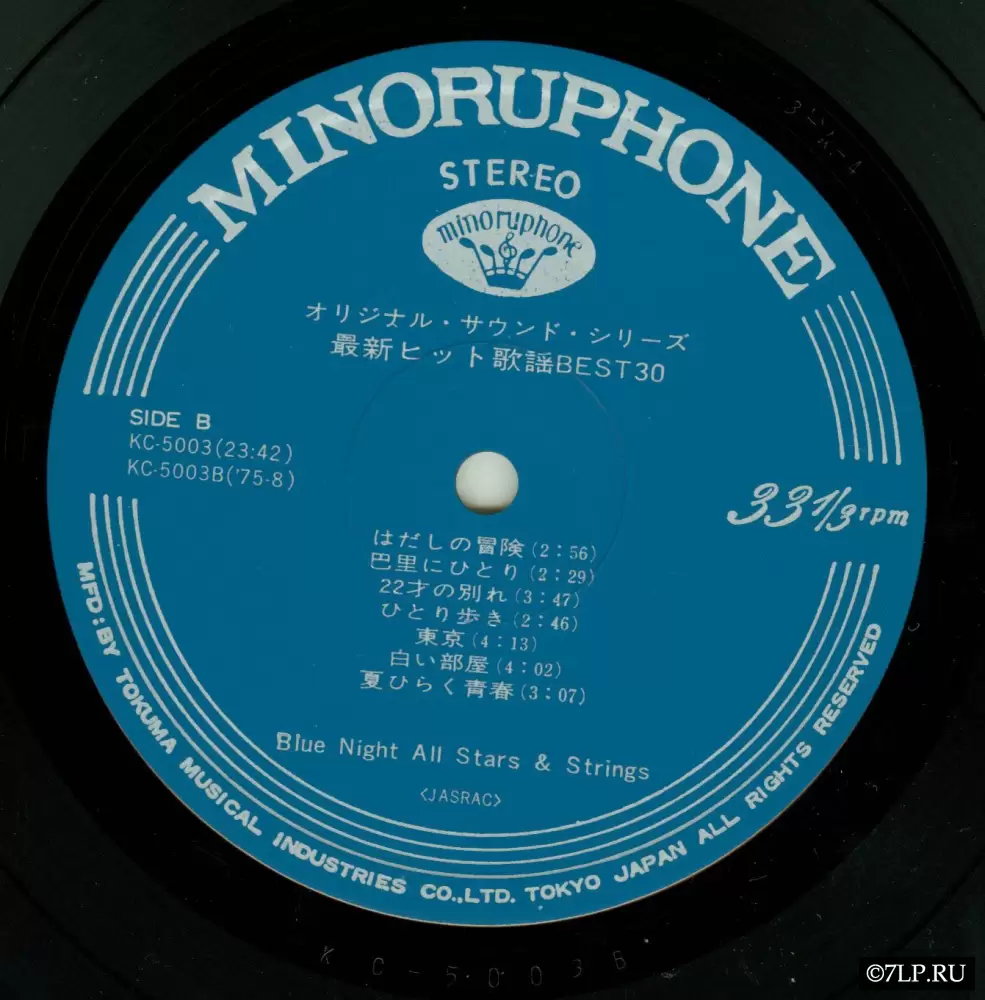 MINORUPHONE
STEREO
minoruphone
オリジナル・サウンド・シリーズ
最新ヒット歌謡BEST30
SIDE B
KC-5003(23:42)
KC-5003B('75-8)
33 1/3 rpm
はだしの冒険(2:56)
巴里にひとり(2:29)
22才の別れ(3:47)
ひとり歩き(2:46)
東京(4:13)
白い部屋(4:02)
夏ひらく青春(3:07)
Blue Night All Stars & Strings
<JASRAC>
MFD: BY TOKUMA MUSICAL INDUSTRIES CO.,LTD. TOKYO JAPAN ALL RIGHTS RESERVED
KC-5003B
©7LP.RU